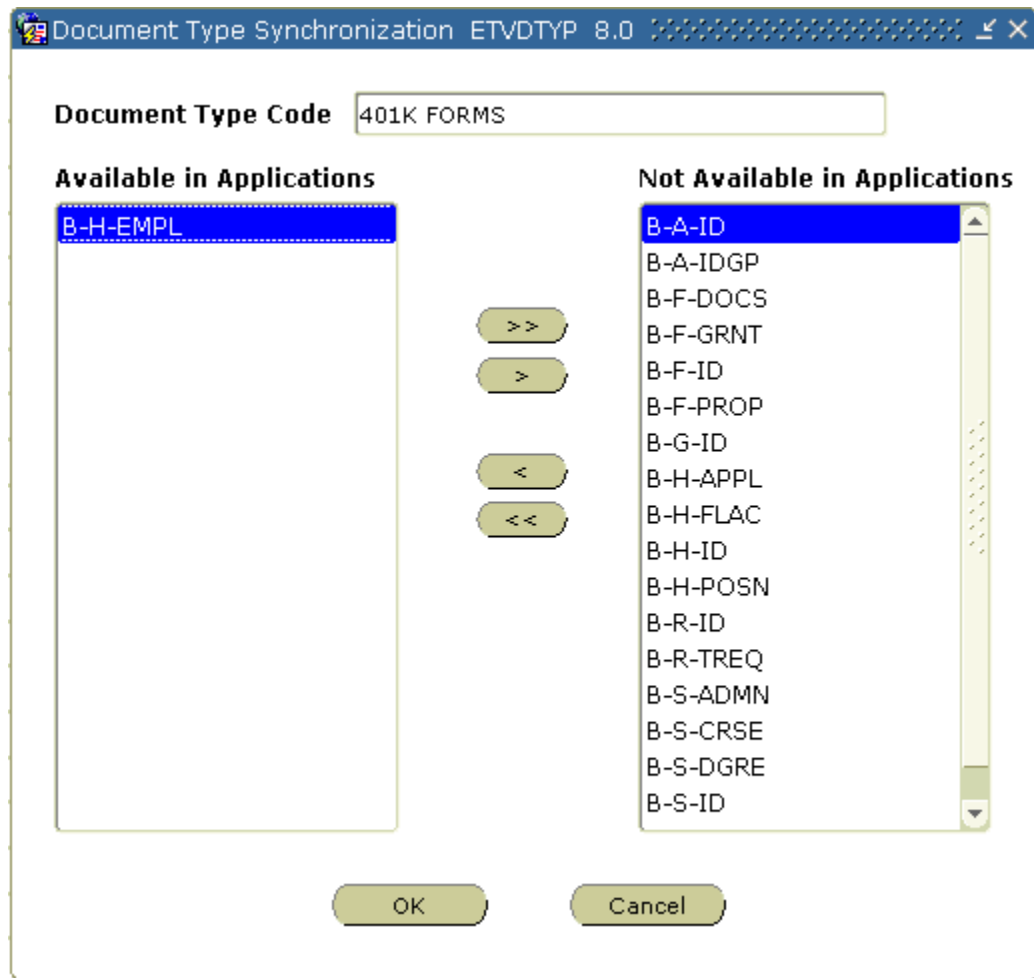 Document Type Synchronization ETVDTYP 8.0
Document Type Code 401K FORMS
Available in Applications
B-H-EMPL
>>
>
<
<<
Not Available in Applications
B-A-ID
B-A-IDGP
B-F-DOCS
B-F-GRNT
B-F-ID
B-F-PROP
B-G-ID
B-H-APPL
B-H-FLAC
B-H-ID
B-H-POSN
B-R-ID
B-R-TREQ
B-S-ADMN
B-S-CRSE
B-S-DGRE
B-S-ID
OK
Cancel